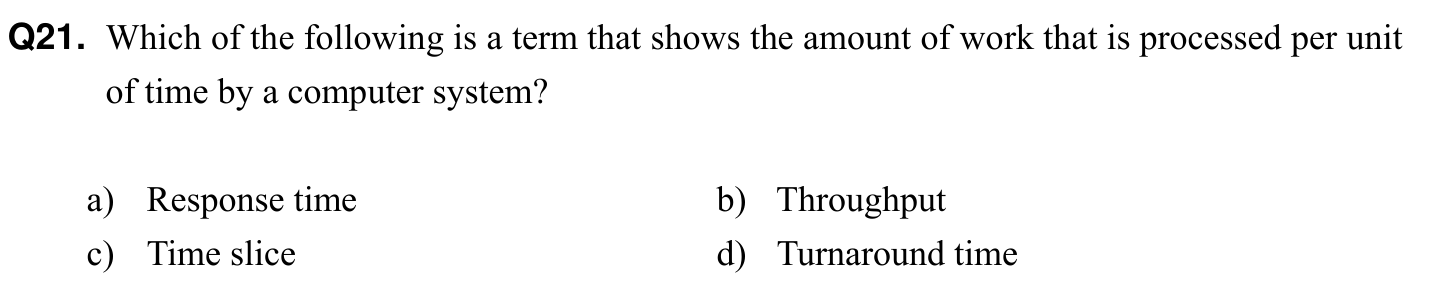 Q21. Which of the following is a term that shows the amount of work that is processed per unit
of time by a computer system?
a) Response time b) Throughput
c) Time slice d) Turnaround time